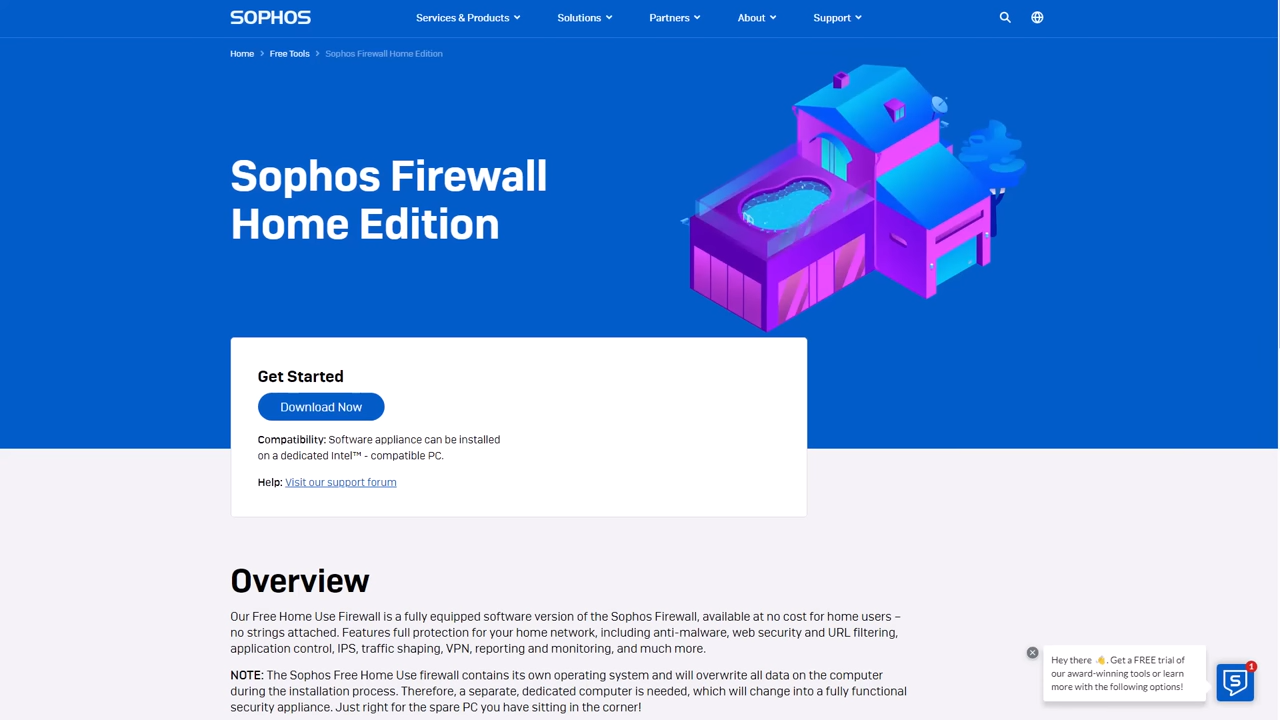 SOPHOS
Services & Products
Solutions
Partners
About
Support
Home > Free Tools > Sophos Firewall Home Edition
Sophos Firewall
Home Edition
Get Started
Download Now
Compatibility: Software appliance can be installed
on a dedicated Intel™ - compatible PC.
Help: Visit our support forum
Overview
Our Free Home Use Firewall is a fully equipped software version of the Sophos Firewall, available at no cost for home users –
no strings attached. Features full protection for your home network, including anti-malware, web security and URL filtering,
application control, IPS, traffic shaping, VPN, reporting and monitoring, and much more.
NOTE: The Sophos Free Home Use firewall contains its own operating system and will overwrite all data on the computer
during the installation process. Therefore, a separate, dedicated computer is needed, which will change into a fully functional
security appliance. Just right for the spare PC you have sitting in the corner!
Hey there 👋. Get a FREE trial of
our award-winning tools or learn
more with the following options!
1